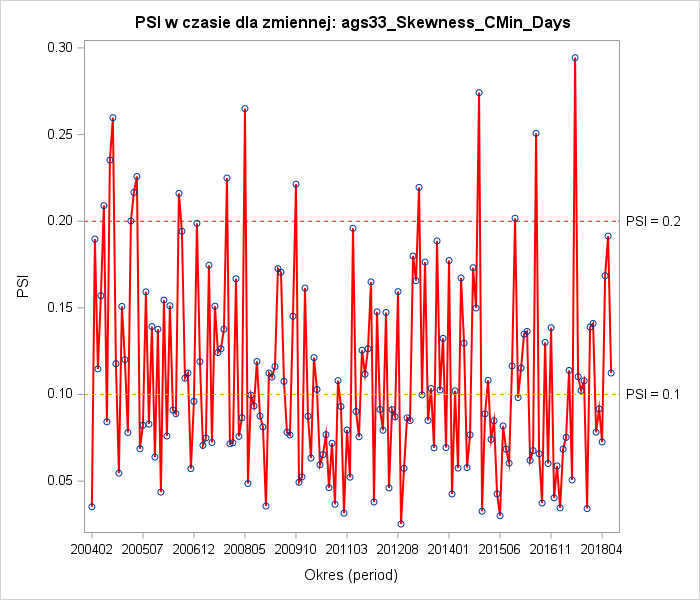 PSI w czasie dla zmiennej: ags33_Skewness_CMin_Days
0.30
0.25
0.20
0.15
0.10
0.05
PSI
PSI = 0.2
PSI = 0.1
200402 200507 200612 200805 200910 201103 201208 201401 201506 201611 201804
Okres (period)